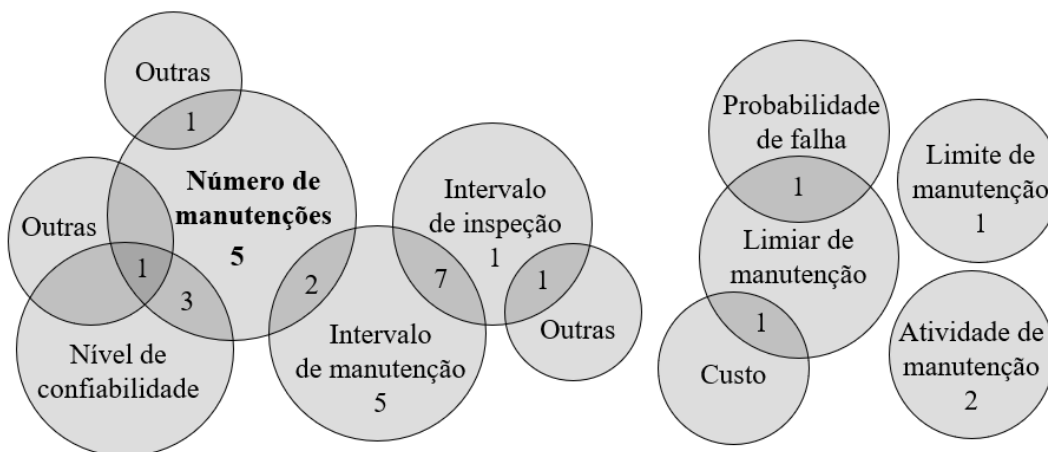 Outras
1
Número de
manutenções
5
Outras
1
3
Nível de
confiabilidade
2
Intervalo
de manutenção
5
7
Intervalo
de inspeção
1
1
Outras
Probabilidade
de falha
1
Limiar de
manutenção
1
Custo
Limite de
manutenção
1
Atividade de
manutenção
2